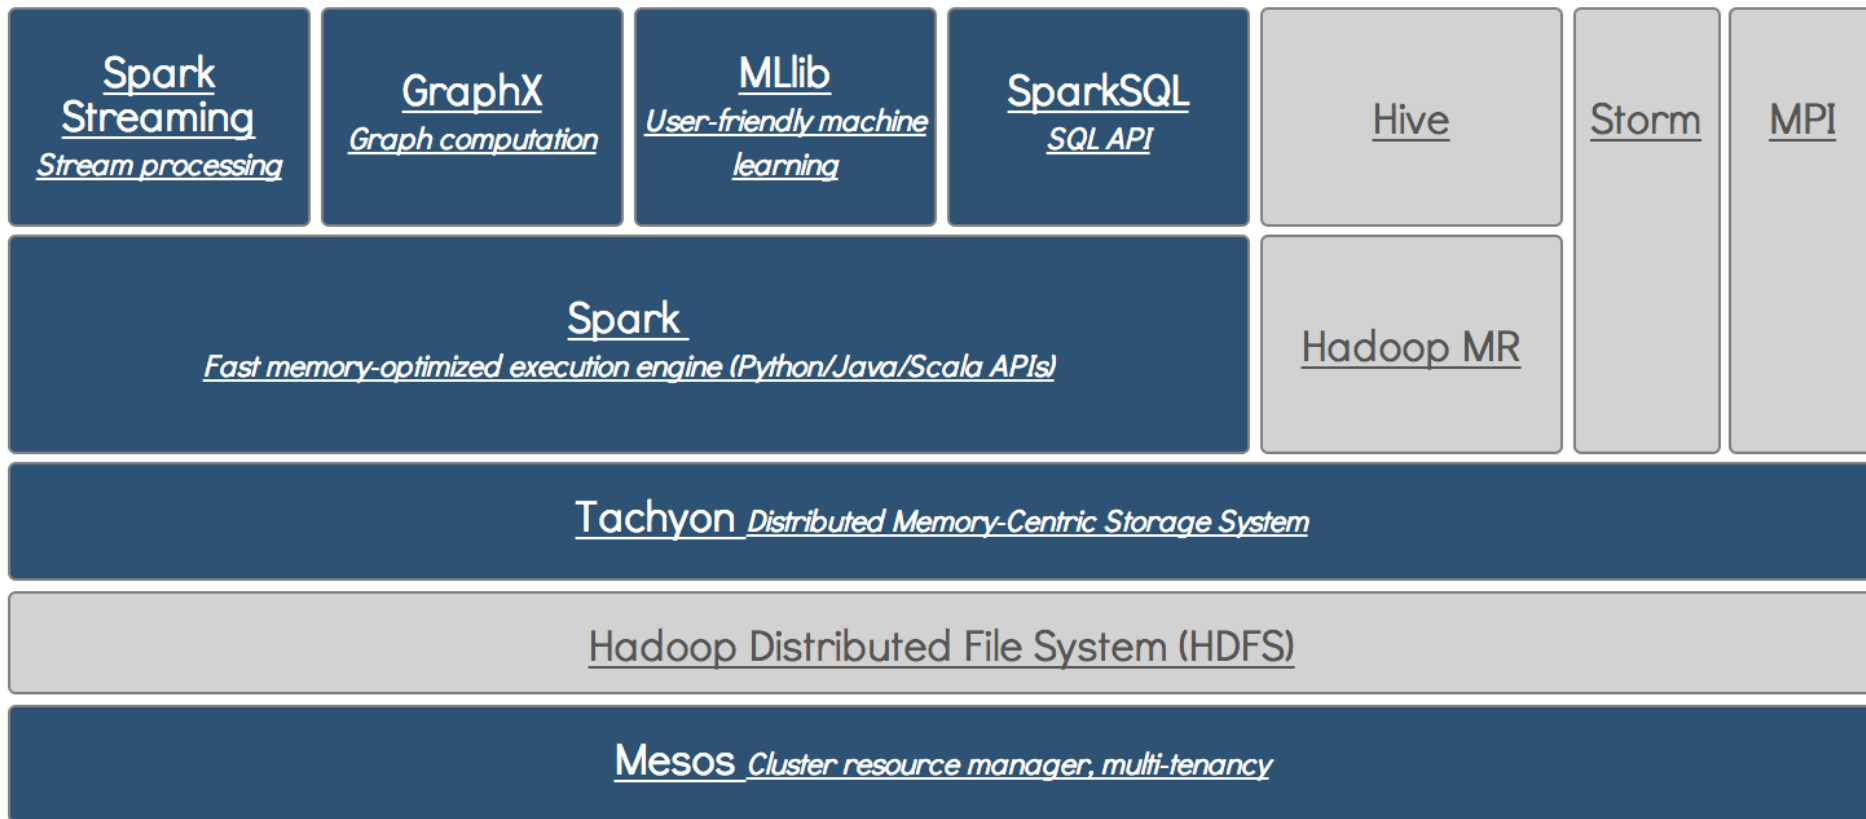 Spark
Streaming
Stream processing
GraphX
Graph computation
MLlib
User-friendly machine
learning
SparkSQL
SQL API
Hive
Storm
MPI
Spark
Fast memory-optimized execution engine (Python/Java/Scala APIs)
Hadoop MR
Tachyon Distributed Memory-Centric Storage System
Hadoop Distributed File System (HDFS)
Mesos Cluster resource manager, multi-tenancy